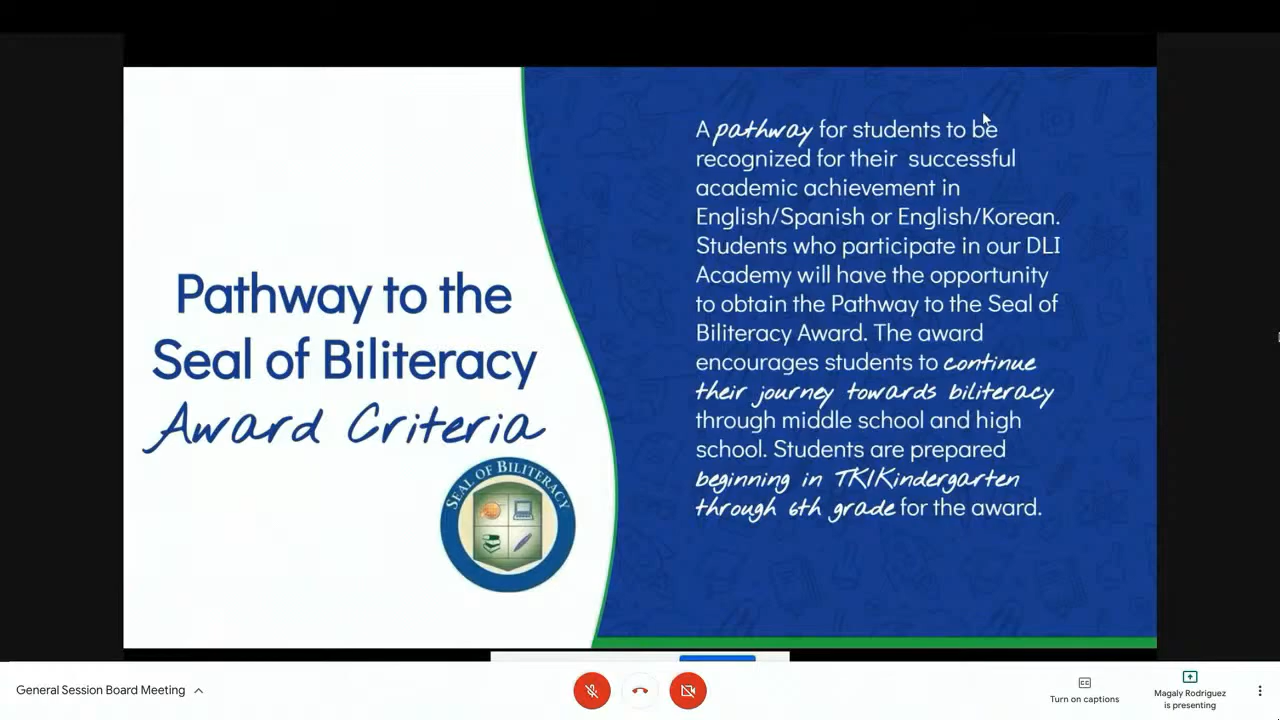 Pathway to the
Seal of Biliteracy
Award Criteria
SEAL OF BILITERACY
A pathway for students to be
recognized for their successful
academic achievement in
English/Spanish or English/Korean.
Students who participate in our DLI
Academy will have the opportunity
to obtain the Pathway to the Seal of
Biliteracy Award. The award
encourages students to continue
their journey towards biliteracy
through middle school and high
school. Students are prepared
beginning in TK/Kindergarten
through 6th grade for the award.
General Session Board Meeting
CC
Turn on captions
Magaly Rodriguez
is presenting